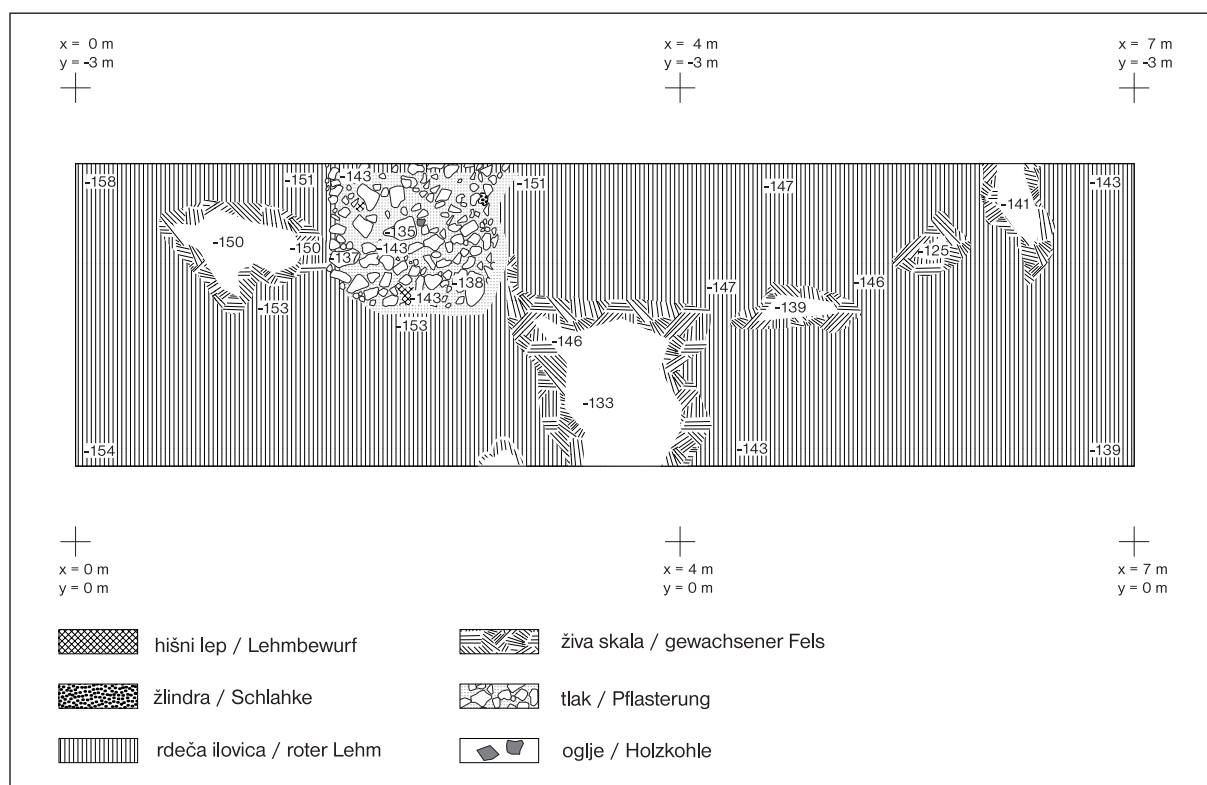 x = 0 m
y = -3 m
x = 4 m
y = -3 m
x = 7 m
y = -3 m
-158
-151
-143
-151
-147
-143
-141
-150
-150
-135
-143
-137
-125
-138
-143
-153
-153
-147
-146
-139
-146
-133
-154
-143
-139
x = 0 m
y = 0 m
x = 4 m
y = 0 m
x = 7 m
y = 0 m
hišni lep / Lehmbewurf
živa skala / gewachsener Fels
žlindra / Schlahke
tlak / Pflasterung
rdeča ilovica / roter Lehm
oglje / Holzkohle